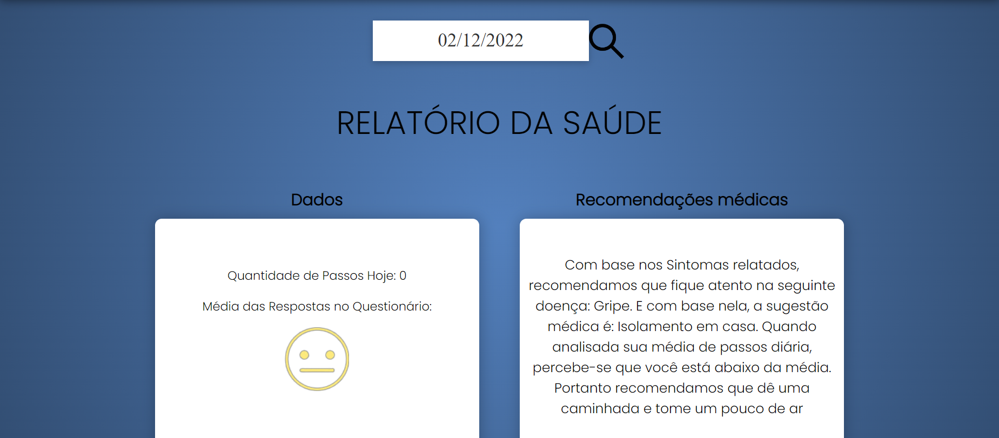 02/12/2022
RELATÓRIO DA SAÚDE
Dados
Quantidade de Passos Hoje: 0
Média das Respostas no Questionário:
Recomendações médicas
Com base nos Sintomas relatados,
recomendamos que fique atento na seguinte
doença: Gripe. E com base nela, a sugestão
médica é: Isolamento em casa. Quando
analisada sua média de passos diária,
percebe-se que você está abaixo da média.
Portanto recomendamos que dê uma
caminhada e tome um pouco de ar